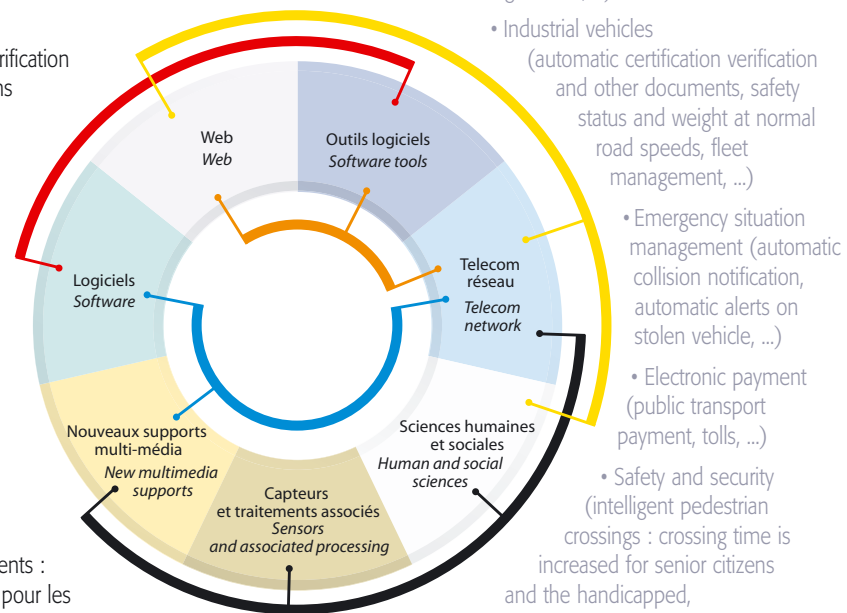 rification
ns
Web
Web
Outils logiciels
Software tools
Telecom
réseau
Telecom
network
Sciences humaines
et sociales
Human and social
sciences
Capteurs
et traitements associés
Sensors
and associated processing
Nouveaux supports
multi-média
New multimedia
supports
Logiciels
Software
ents :
pour les
• Industrial vehicles
(automatic certification verification
and other documents, safety
status and weight at normal
road speeds, fleet
management, ...)
• Emergency situation
management (automatic
collision notification,
automatic alerts on
stolen vehicle, ...)
• Electronic payment
(public transport
payment, tolls, ...)
• Safety and security
(intelligent pedestrian
crossings : crossing time is
increased for senior citizens
and the handicapped,